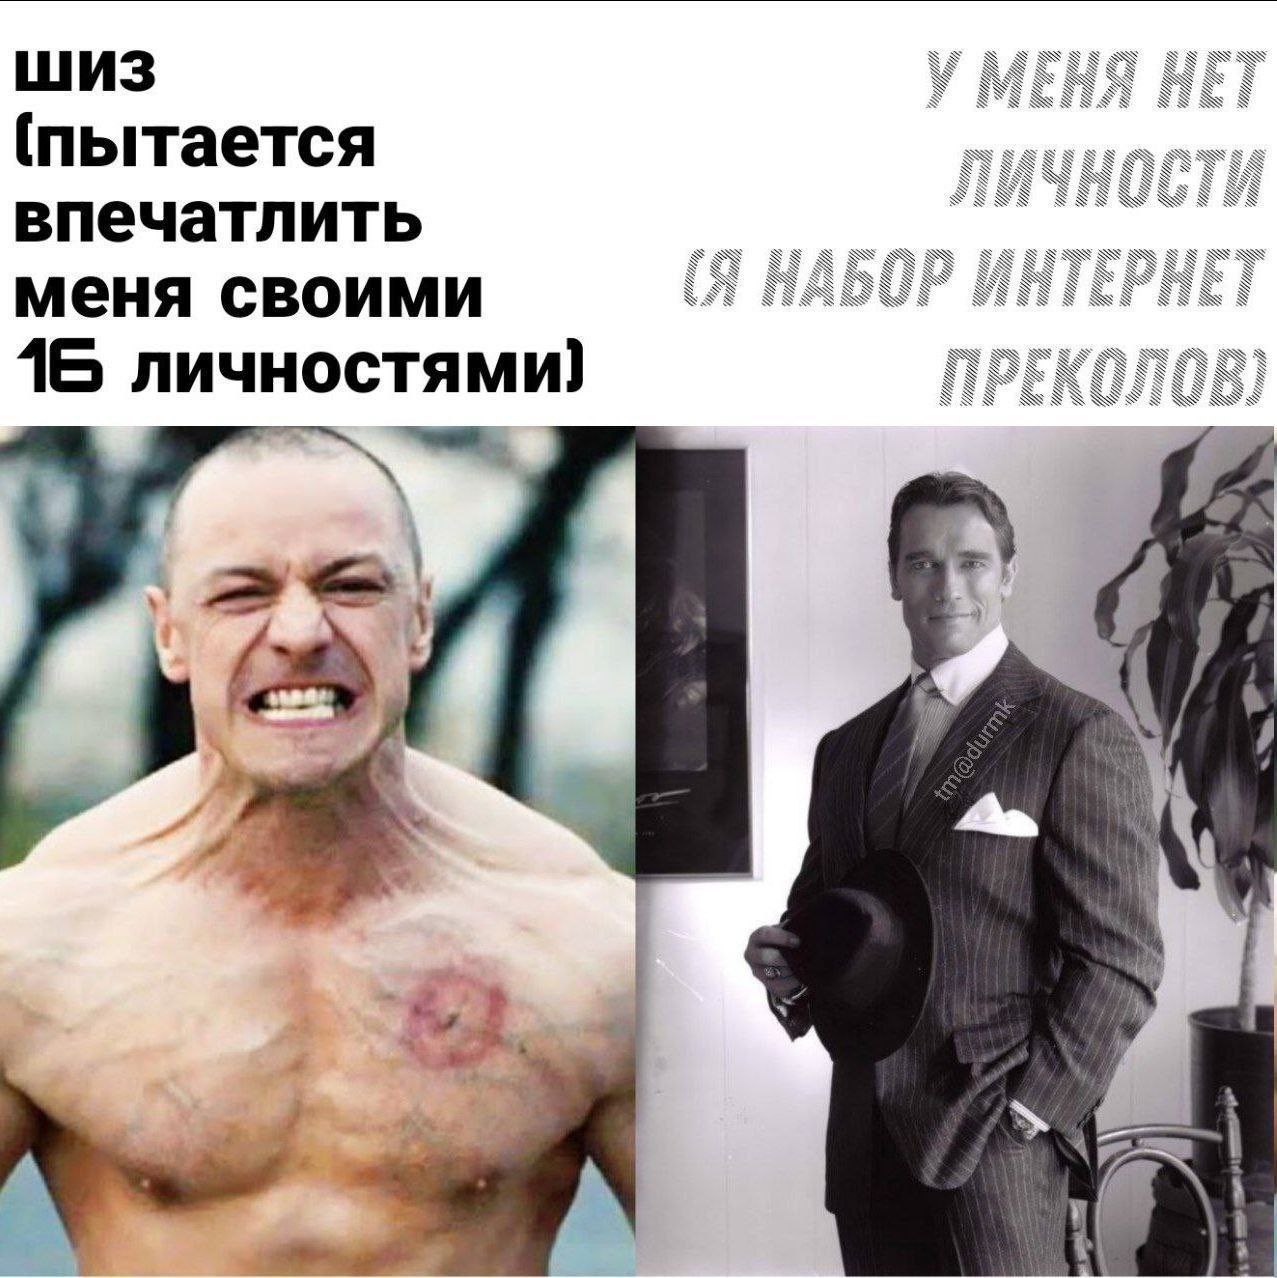 шиз
(пытается
впечатлить
меня своими
16 личностями)
У МЕНЯ НЕТ
ЛИЧНОСТИ
(Я НАБОР ИНТЕРНЕТ
ПРЕКОЛОВ)
tm@durmk